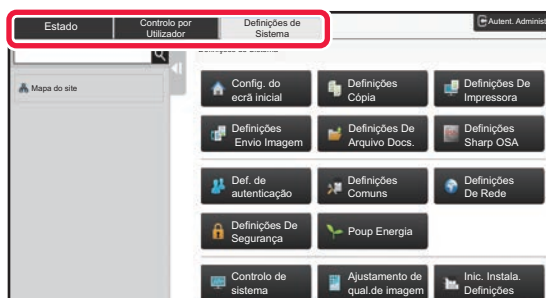 Estado
Controlo por
Utilizador
Definições de
Sistema
Autent. Administ
Mapa do site
Config. do
ecrã inicial
Definições
Cópia
Definições De
Impressora
Definições
Envio Imagem
Definições De
Arquivo Docs.
Definições
Sharp OSA
Def. de
autenticação
Definições
Comuns
Definições
De Rede
Definições De
Segurança
Poup Energia
Controlo de
sistema
Ajustamento de
qual.de imagem
Inic. Instala.
Definições